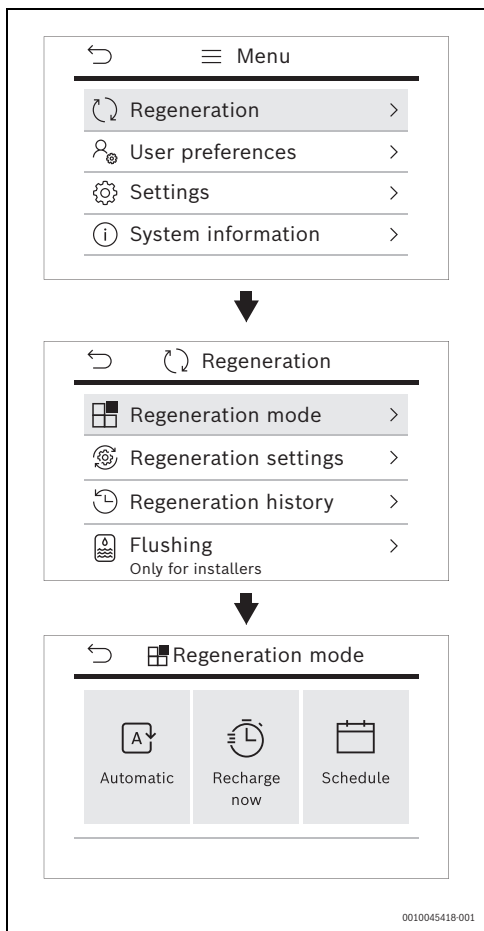 Menu
Regeneration
User preferences
Settings
System information
Regeneration
Regeneration mode
Regeneration settings
Regeneration history
Flushing
Only for installers
Regeneration mode
A
Automatic
Recharge
now
Schedule
0010045418-001